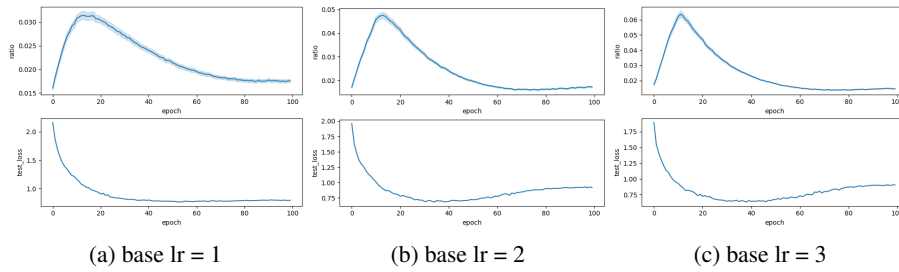 0.030
0.025
0.020
0.015
ratio
0 20 40 60 80 100
epoch
2.0
1.5
1.0
test_loss
0 20 40 60 80 100
epoch
(a) base lr = 1
0.05
0.04
0.03
0.02
ratio
0 20 40 60 80 100
epoch
2.00
1.75
1.50
1.25
1.00
0.75
test_loss
0 20 40 60 80 100
epoch
(b) base lr = 2
0.06
0.05
0.04
0.03
0.02
ratio
0 20 40 60 80 100
epoch
1.75
1.50
1.25
1.00
0.75
test_loss
0 20 40 60 80 100
epoch
(c) base lr = 3